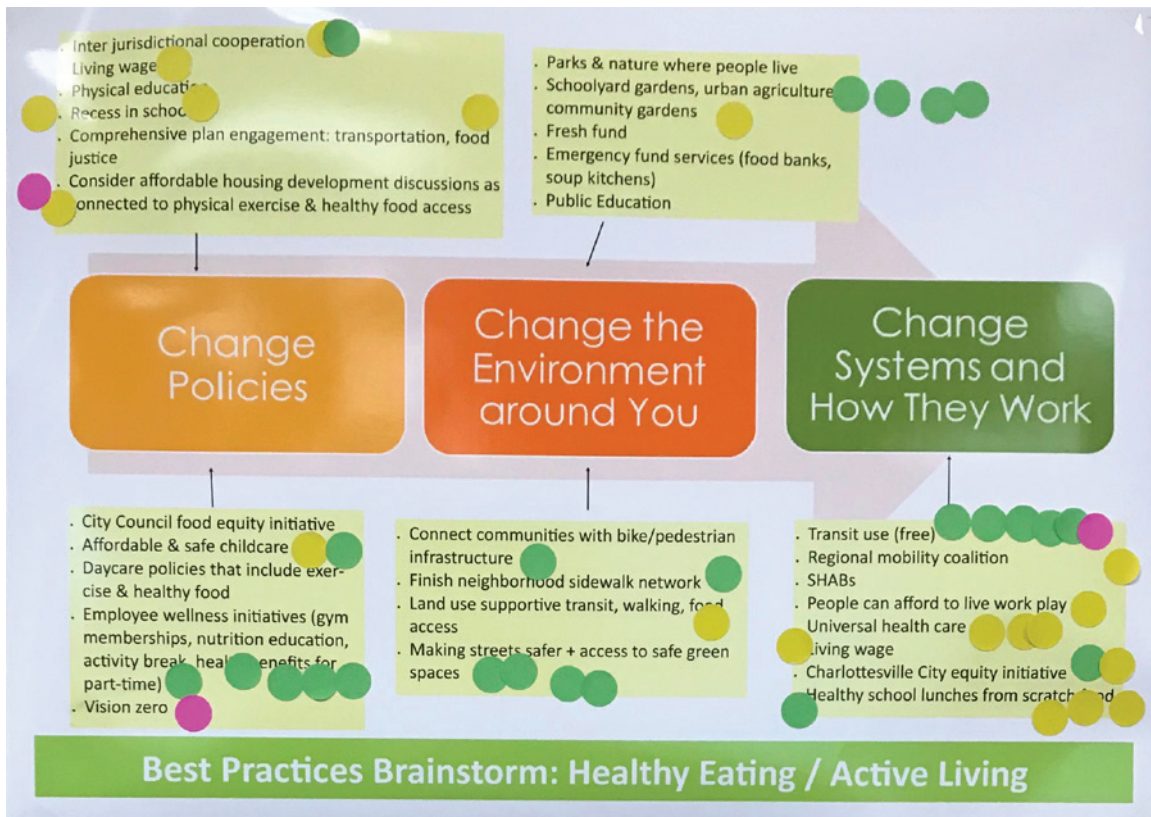 . Inter jurisdictional cooperation
Living wage
. Physical
. Recess in
. Comprehensive plan engagement: transportation, food
justice
. Consider affordable housing development discussions as
onnected to physical exercise & healthy food access
. Parks & nature where people live
. Schoolyard gardens, urban agriculture
community gardens
. Fresh fund
. Emergency fund services (food banks,
soup kitchens)
. Public Education
Change
Policies
Change the
Environment
around You
Change
Systems and
How They Work
. City Council food equity initiative
. Affordable & safe childcare
. Daycare policies that include exer-
cise & healthy food
. Employee wellness initiatives (gym
memberships, nutrition education,
activity break, for
part-time)
. Vision zero
. Connect communities with bike/pedestrian
infrastructure
. Finish neighborhood sidewalk network
. Land use supportive transit, walking, food
access
. Making streets safer + access to safe green
spaces
. Transit use (free)
. Regional mobility coalition
. SHABs
. People can afford to live work play
Universal health care
Living wage
. Charlottesville City equity initiative
Healthy school lunches from scratch
Best Practices Brainstorm: Healthy Eating / Active Living